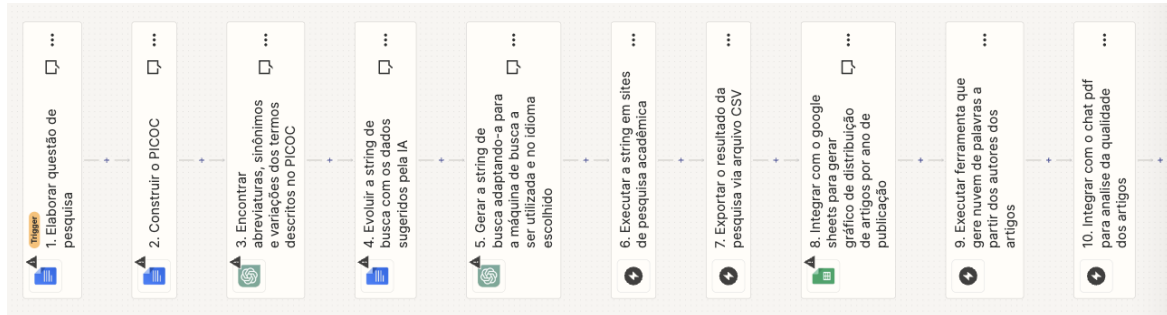 Trigger
1. Elaborar questão de
pesquisa
2. Construir o PICOC
3. Encontrar
abreviaturas, sinônimos
e variações dos termos
descritos no PICOC
4. Evoluir a string de
busca com os dados
sugeridos pela IA
5. Gerar a string de
busca adaptando-a para
a máquina de busca a
ser utilizada e no idioma
escolhido
6. Executar a string em sites
de pesquisa acadêmica
7. Exportar o resultado da
pesquisa via arquivo CSV
8. Integrar com o google
sheets para gerar
gráfico de distribuição
de artigos por ano de
publicação
9. Executar ferramenta que
gere nuvem de palavras a
partir dos autores dos
artigos
10. Integrar com o chat pdf
para analise da qualidade
dos artigos